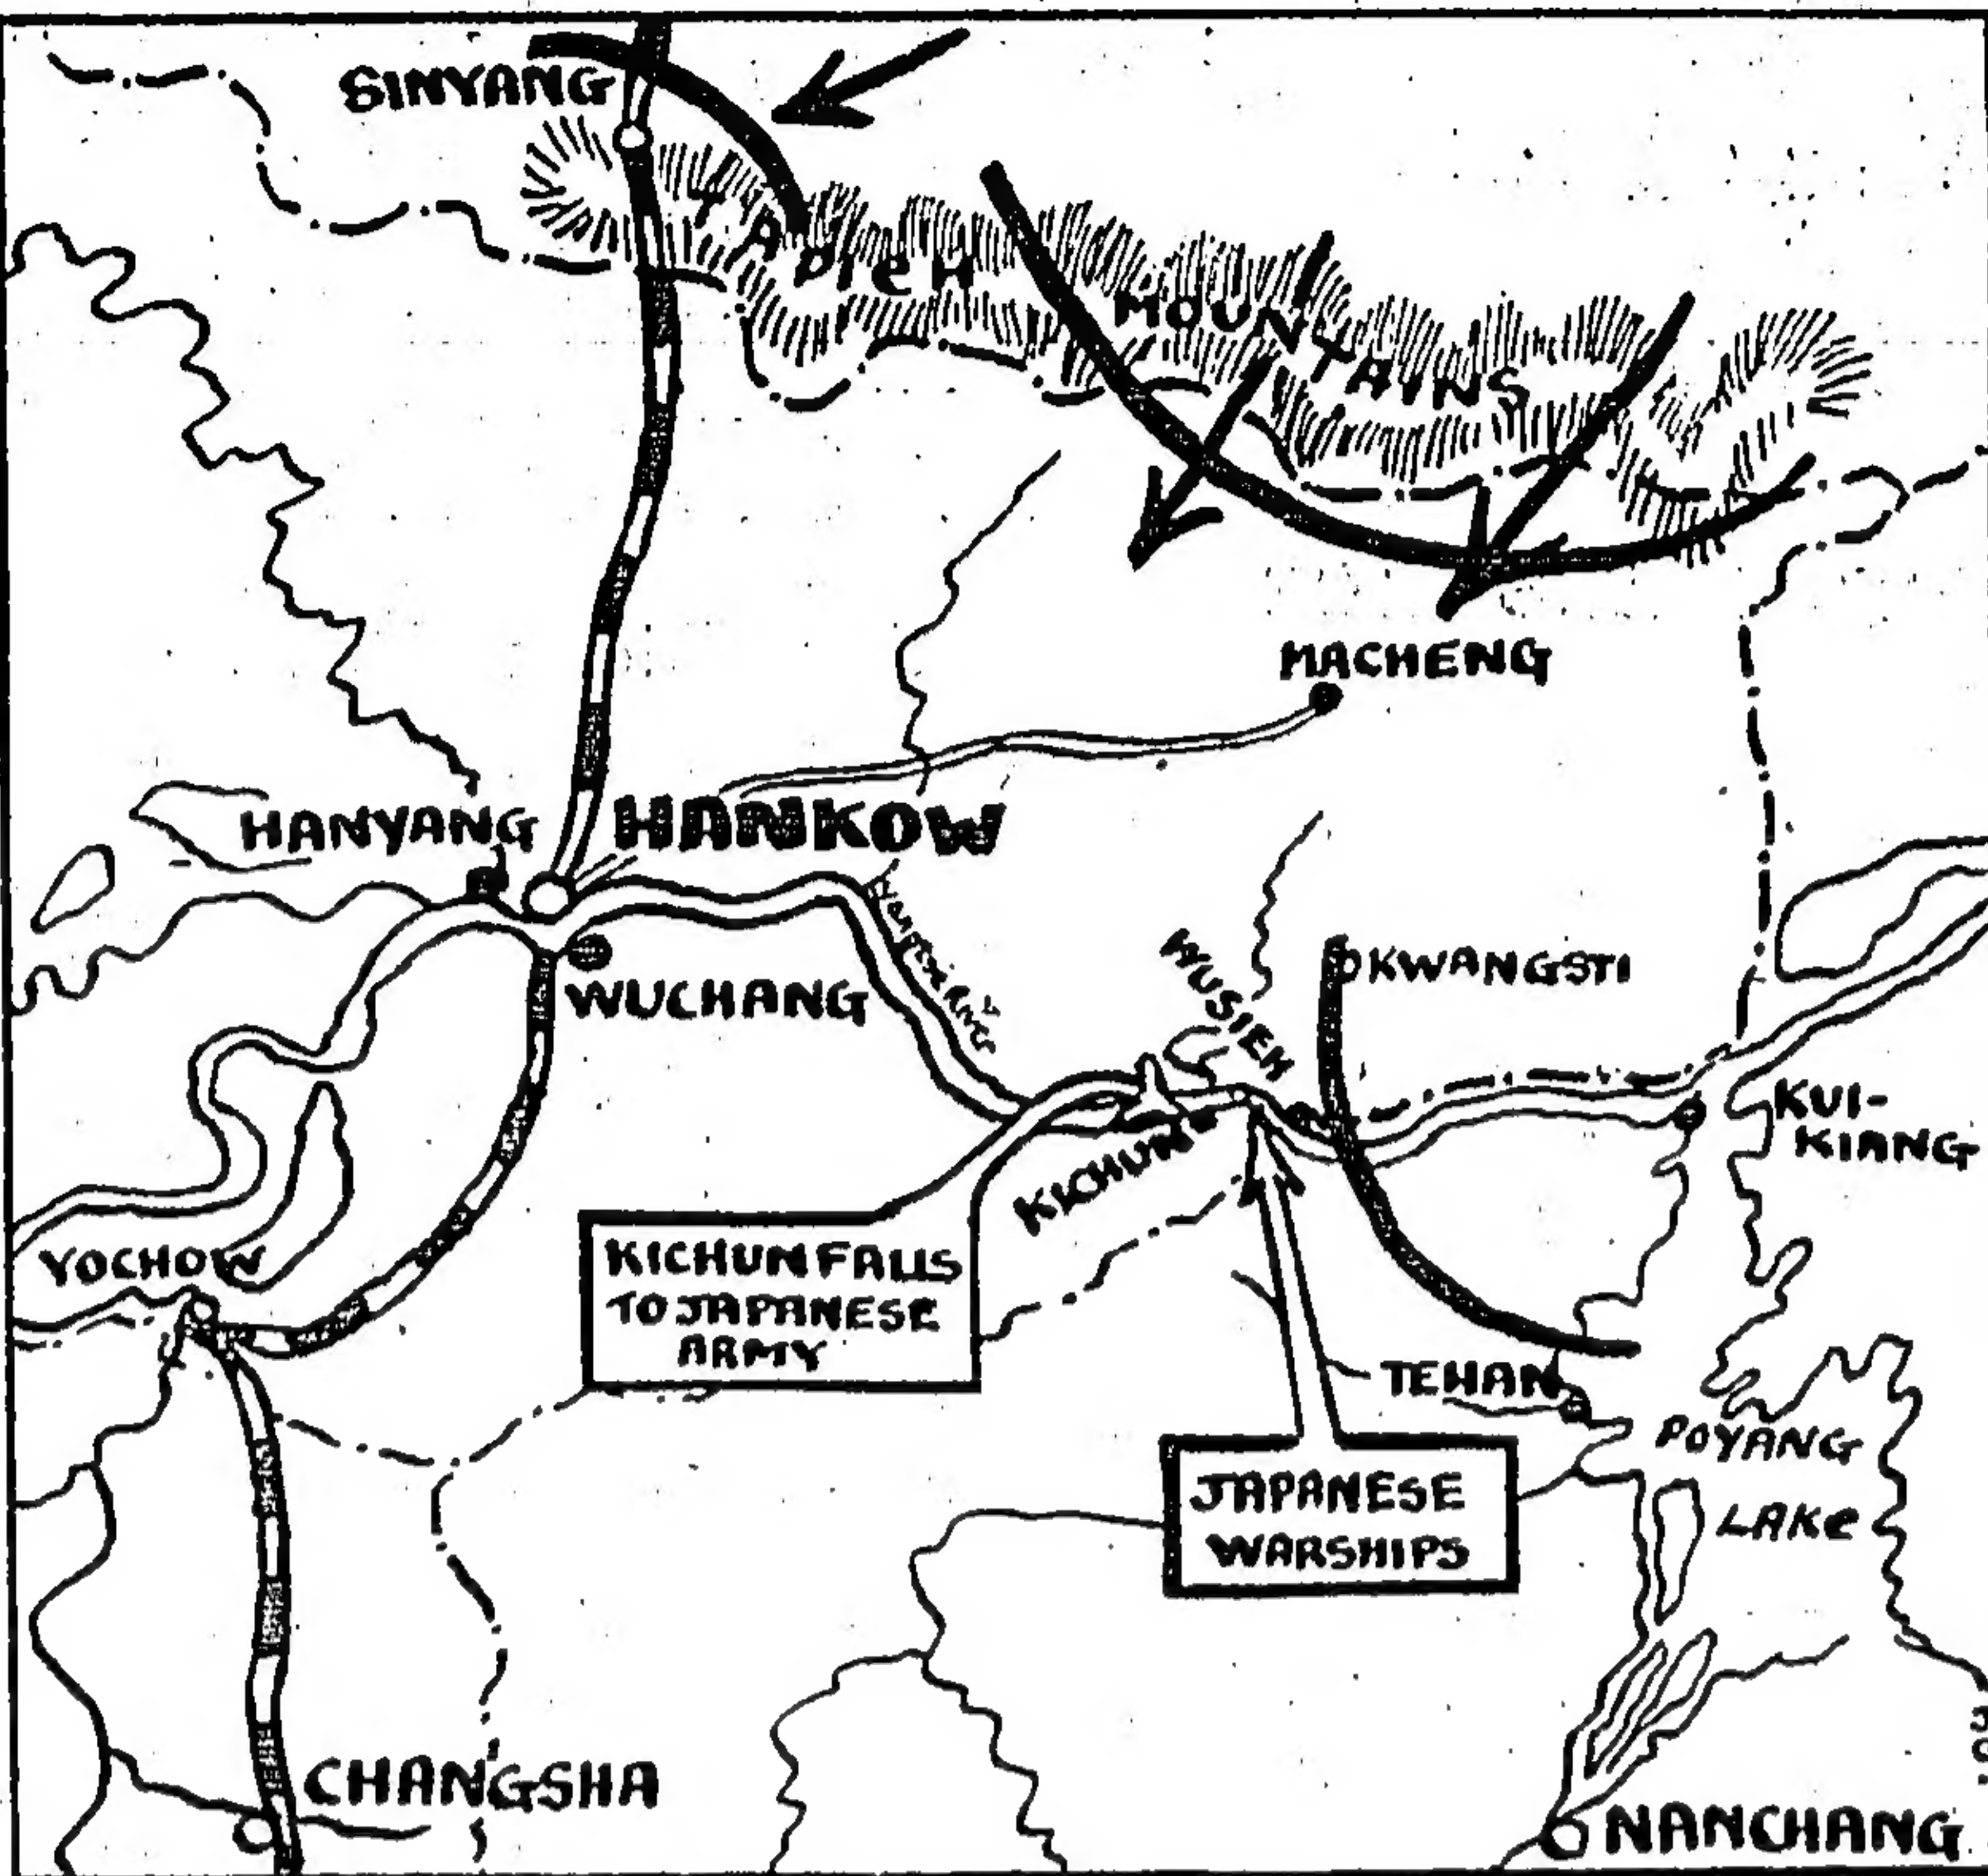 SINYANG
TAPIEH
MOUNTAINS
MACHENG
HANYANG
HANKOW
WUCHANG
WUSIEH
KWANGSTI
KICHUN
KUI-
KIANG
YOCHOW
KICHUN FALLS
TO JAPANESE
ARMY
TEHAN
POYANG
LAKE
JAPANESE
WARSHIPS
CHANGSHA
NANCHANG